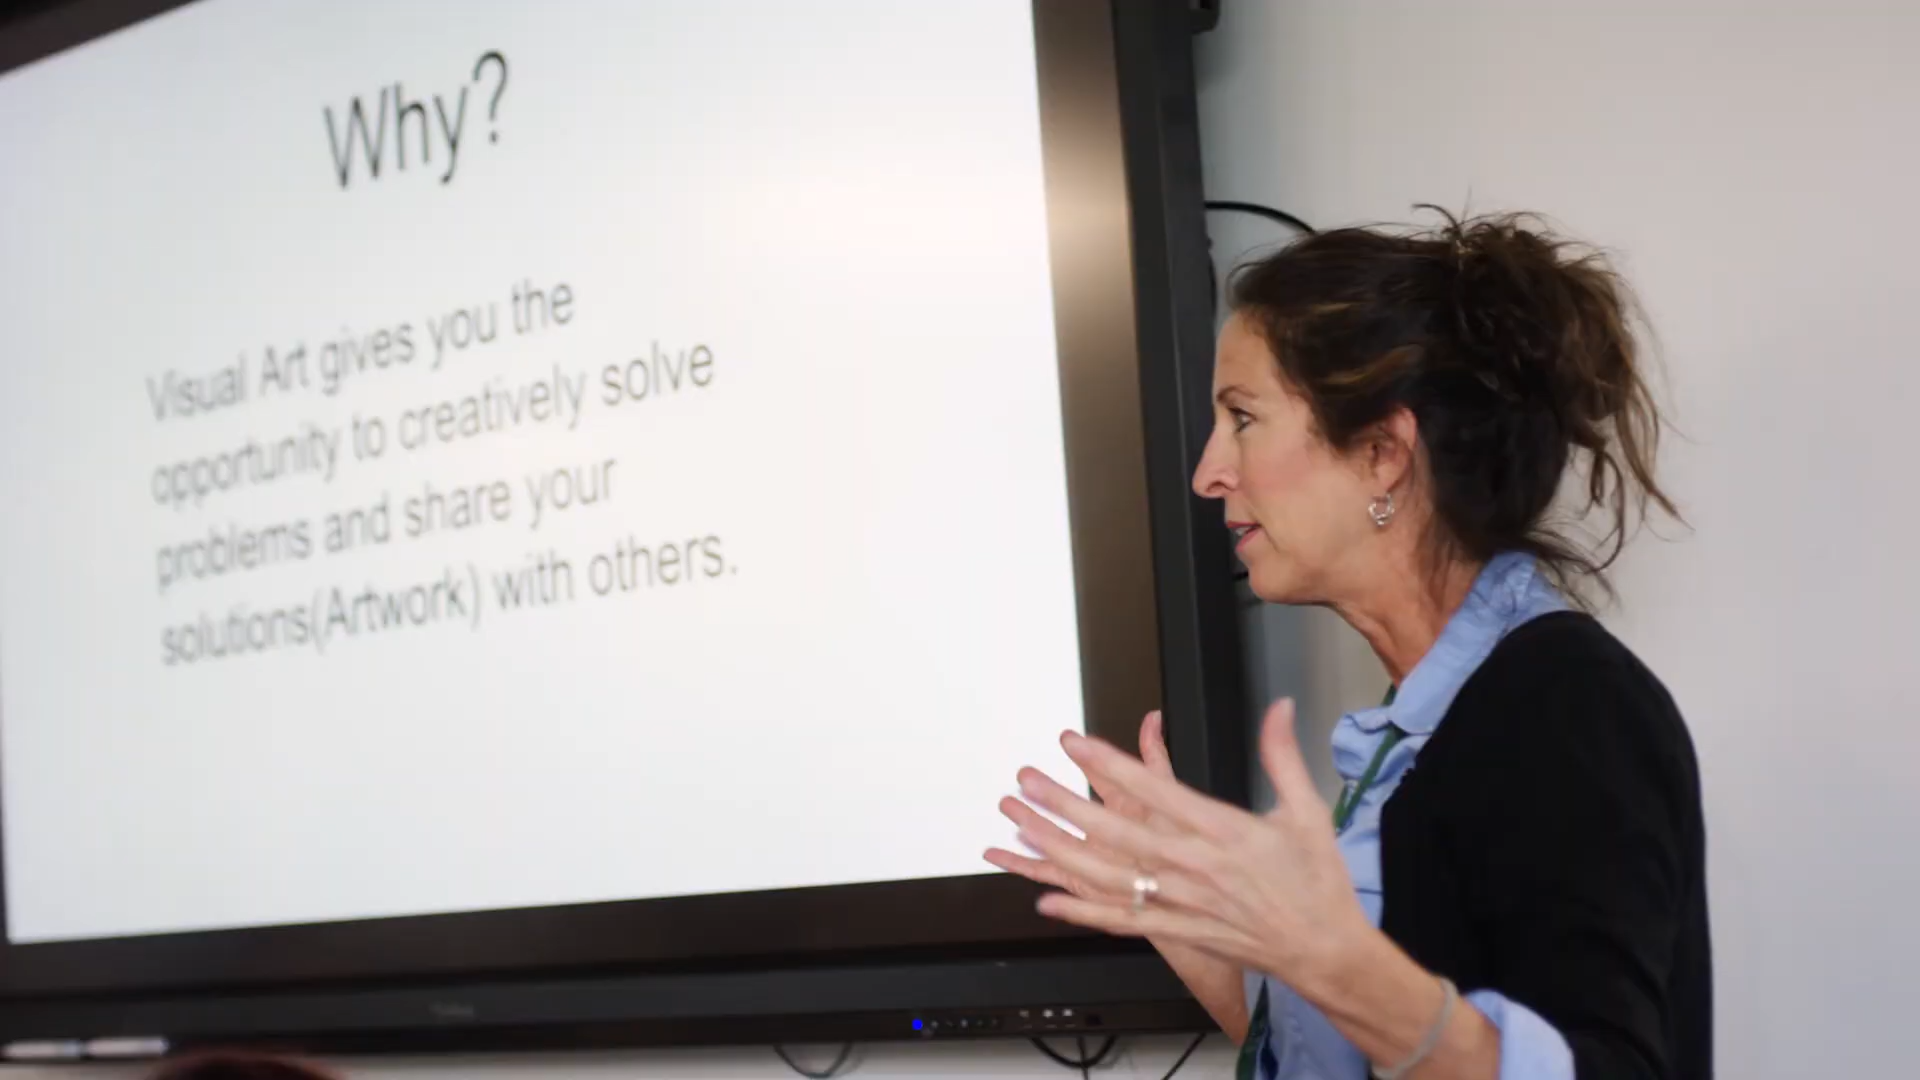 Why?
Visual Art gives you the
opportunity to creatively solve
problems and share your
solutions(Artwork) with others.